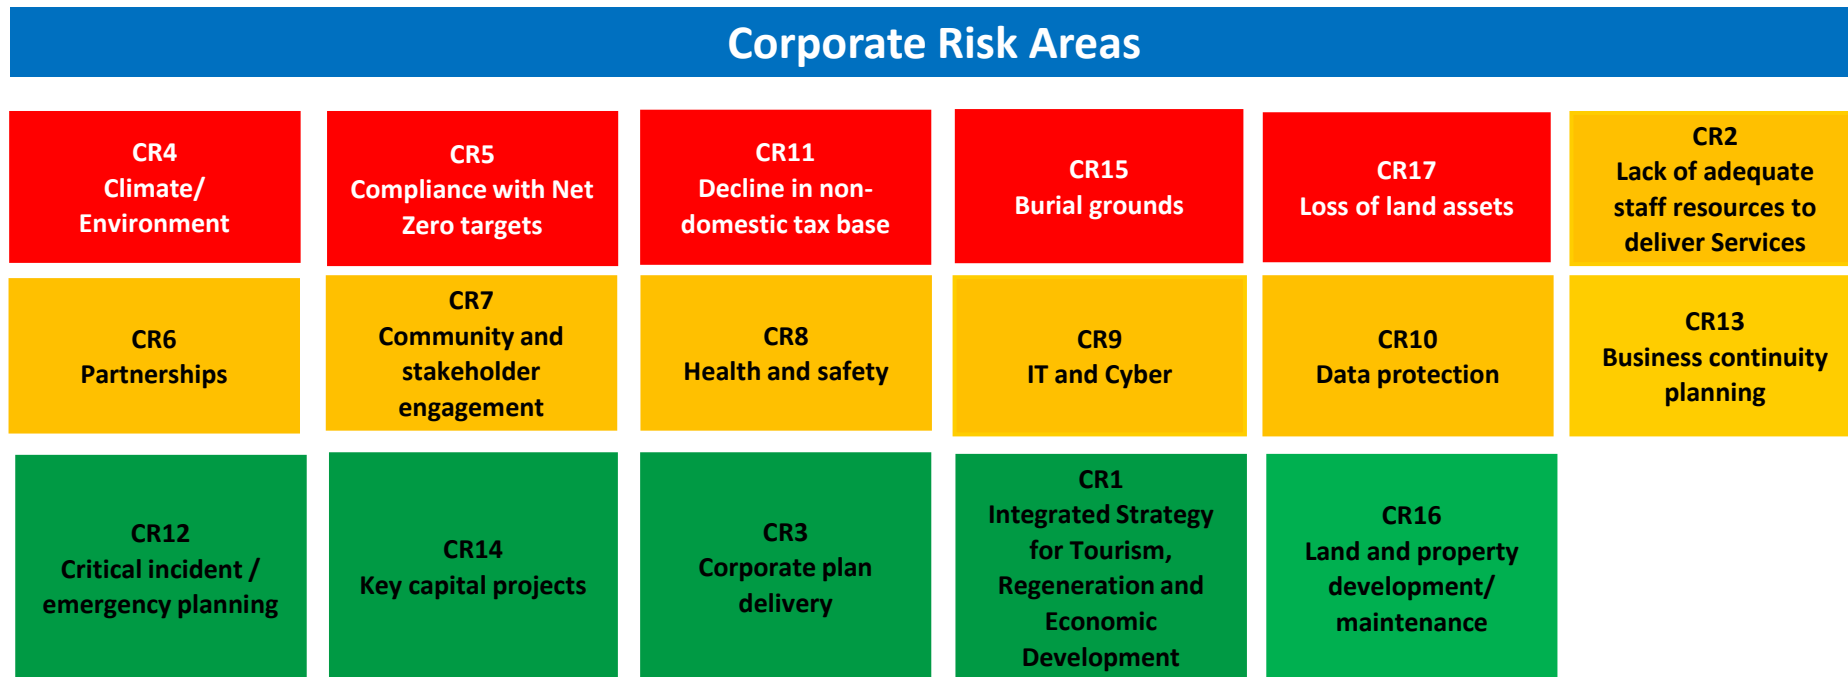 Corporate Risk Areas
CR4
Climate/
Environment
CR5
Compliance with Net
Zero targets
CR11
Decline in non-
domestic tax base
CR15
Burial grounds
CR17
Loss of land assets
CR2
Lack of adequate
staff resources to
deliver Services
CR6
Partnerships
CR7
Community and
stakeholder
engagement
CR8
Health and safety
CR9
IT and Cyber
CR10
Data protection
CR13
Business continuity
planning
CR12
Critical incident /
emergency planning
CR14
Key capital projects
CR3
Corporate plan
delivery
CR1
Integrated Strategy
for Tourism,
Regeneration and
Economic
Development
CR16
Land and property
development/
maintenance